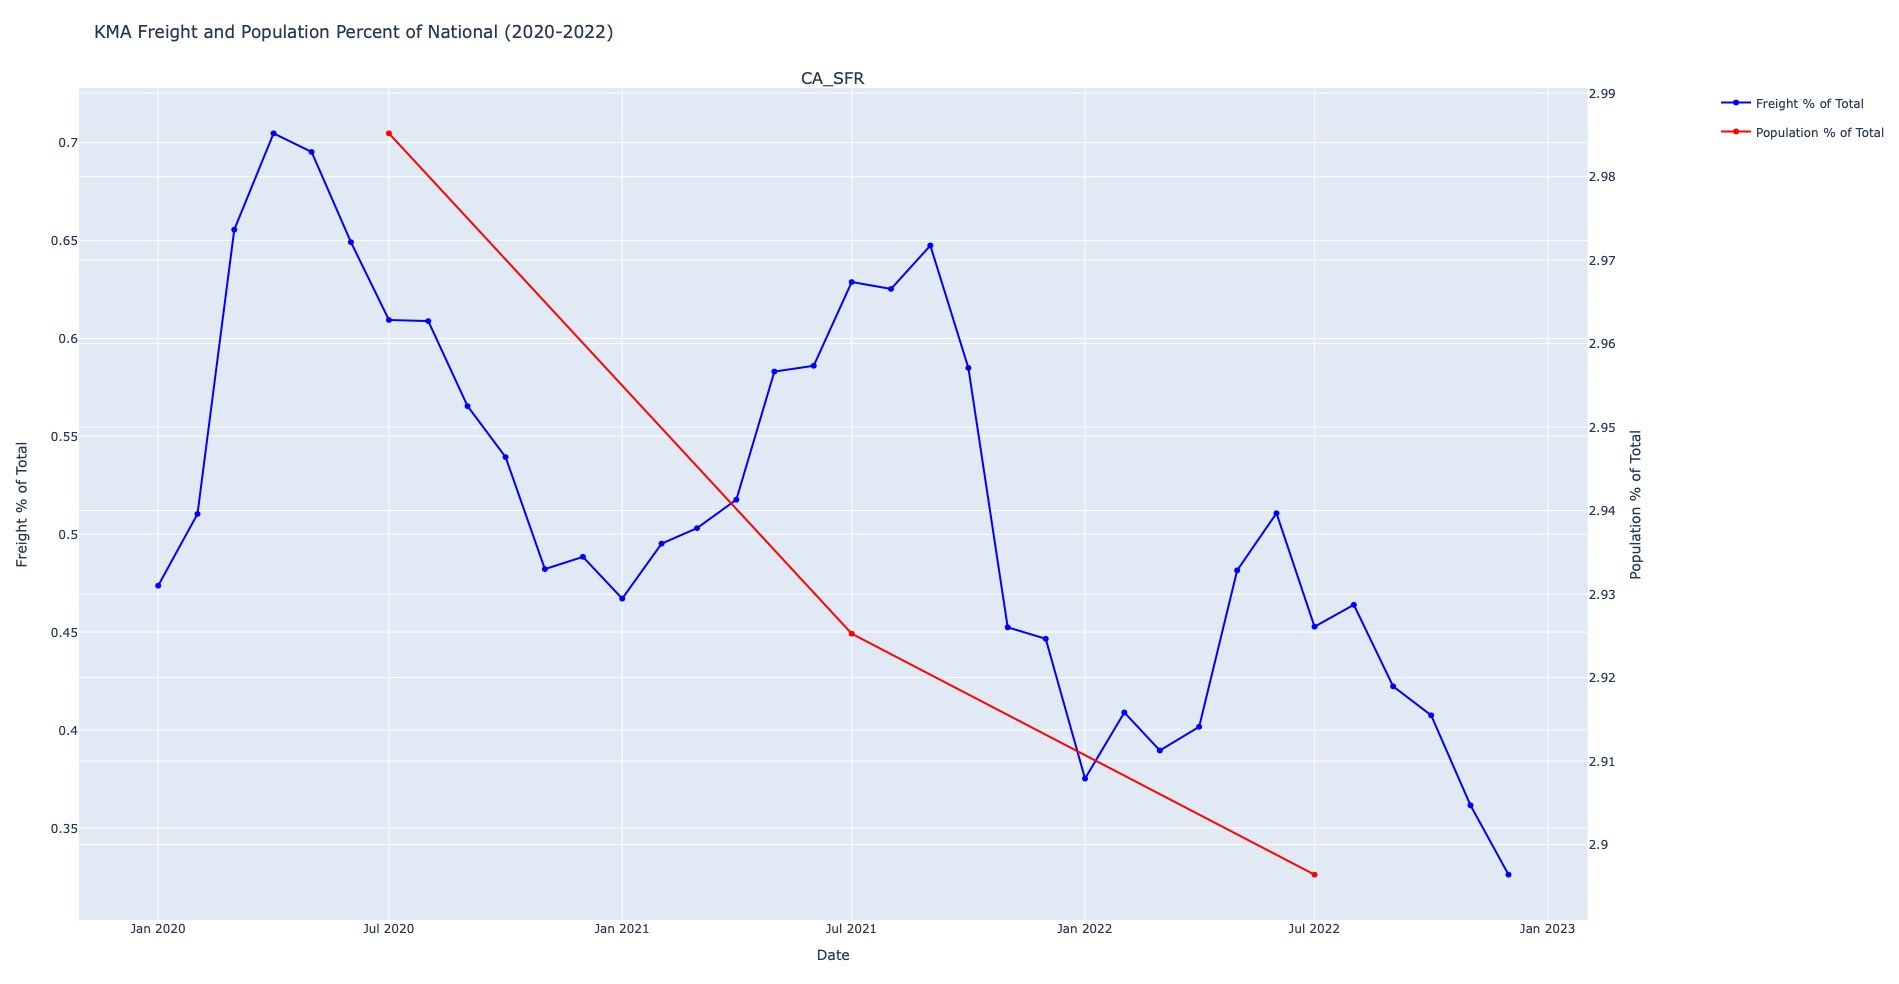 KMA Freight and Population Percent of National (2020-2022)
CA_SFR
Freight % of Total
Population % of Total
0.7
0.65
0.6
0.55
0.5
0.45
0.4
0.35
Freight % of Total
2.99
2.98
2.97
2.96
2.95
2.94
2.93
2.92
2.91
2.9
Population % of Total
Jan 2020 Jul 2020 Jan 2021 Jul 2021 Jan 2022 Jul 2022 Jan 2023
Date